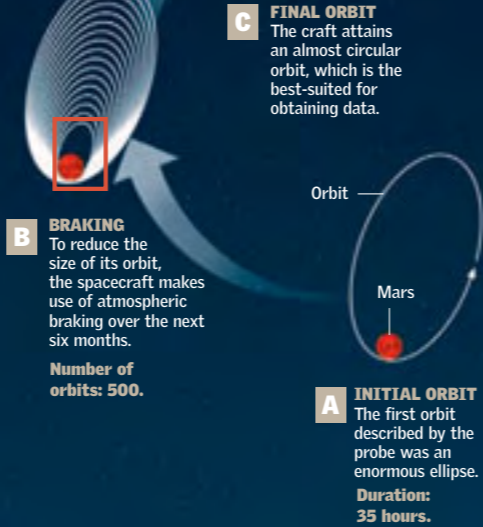 C
FINAL ORBIT
The craft attains
an almost circular
orbit, which is the
best-suited for
obtaining data.
Orbit
Mars
B
BRAKING
To reduce the
size of its orbit,
the spacecraft makes
use of atmospheric
braking over the next
six months.
Number of
orbits: 500.
A
INITIAL ORBIT
The first orbit
described by the
probe was an
enormous ellipse.
Duration:
35 hours.